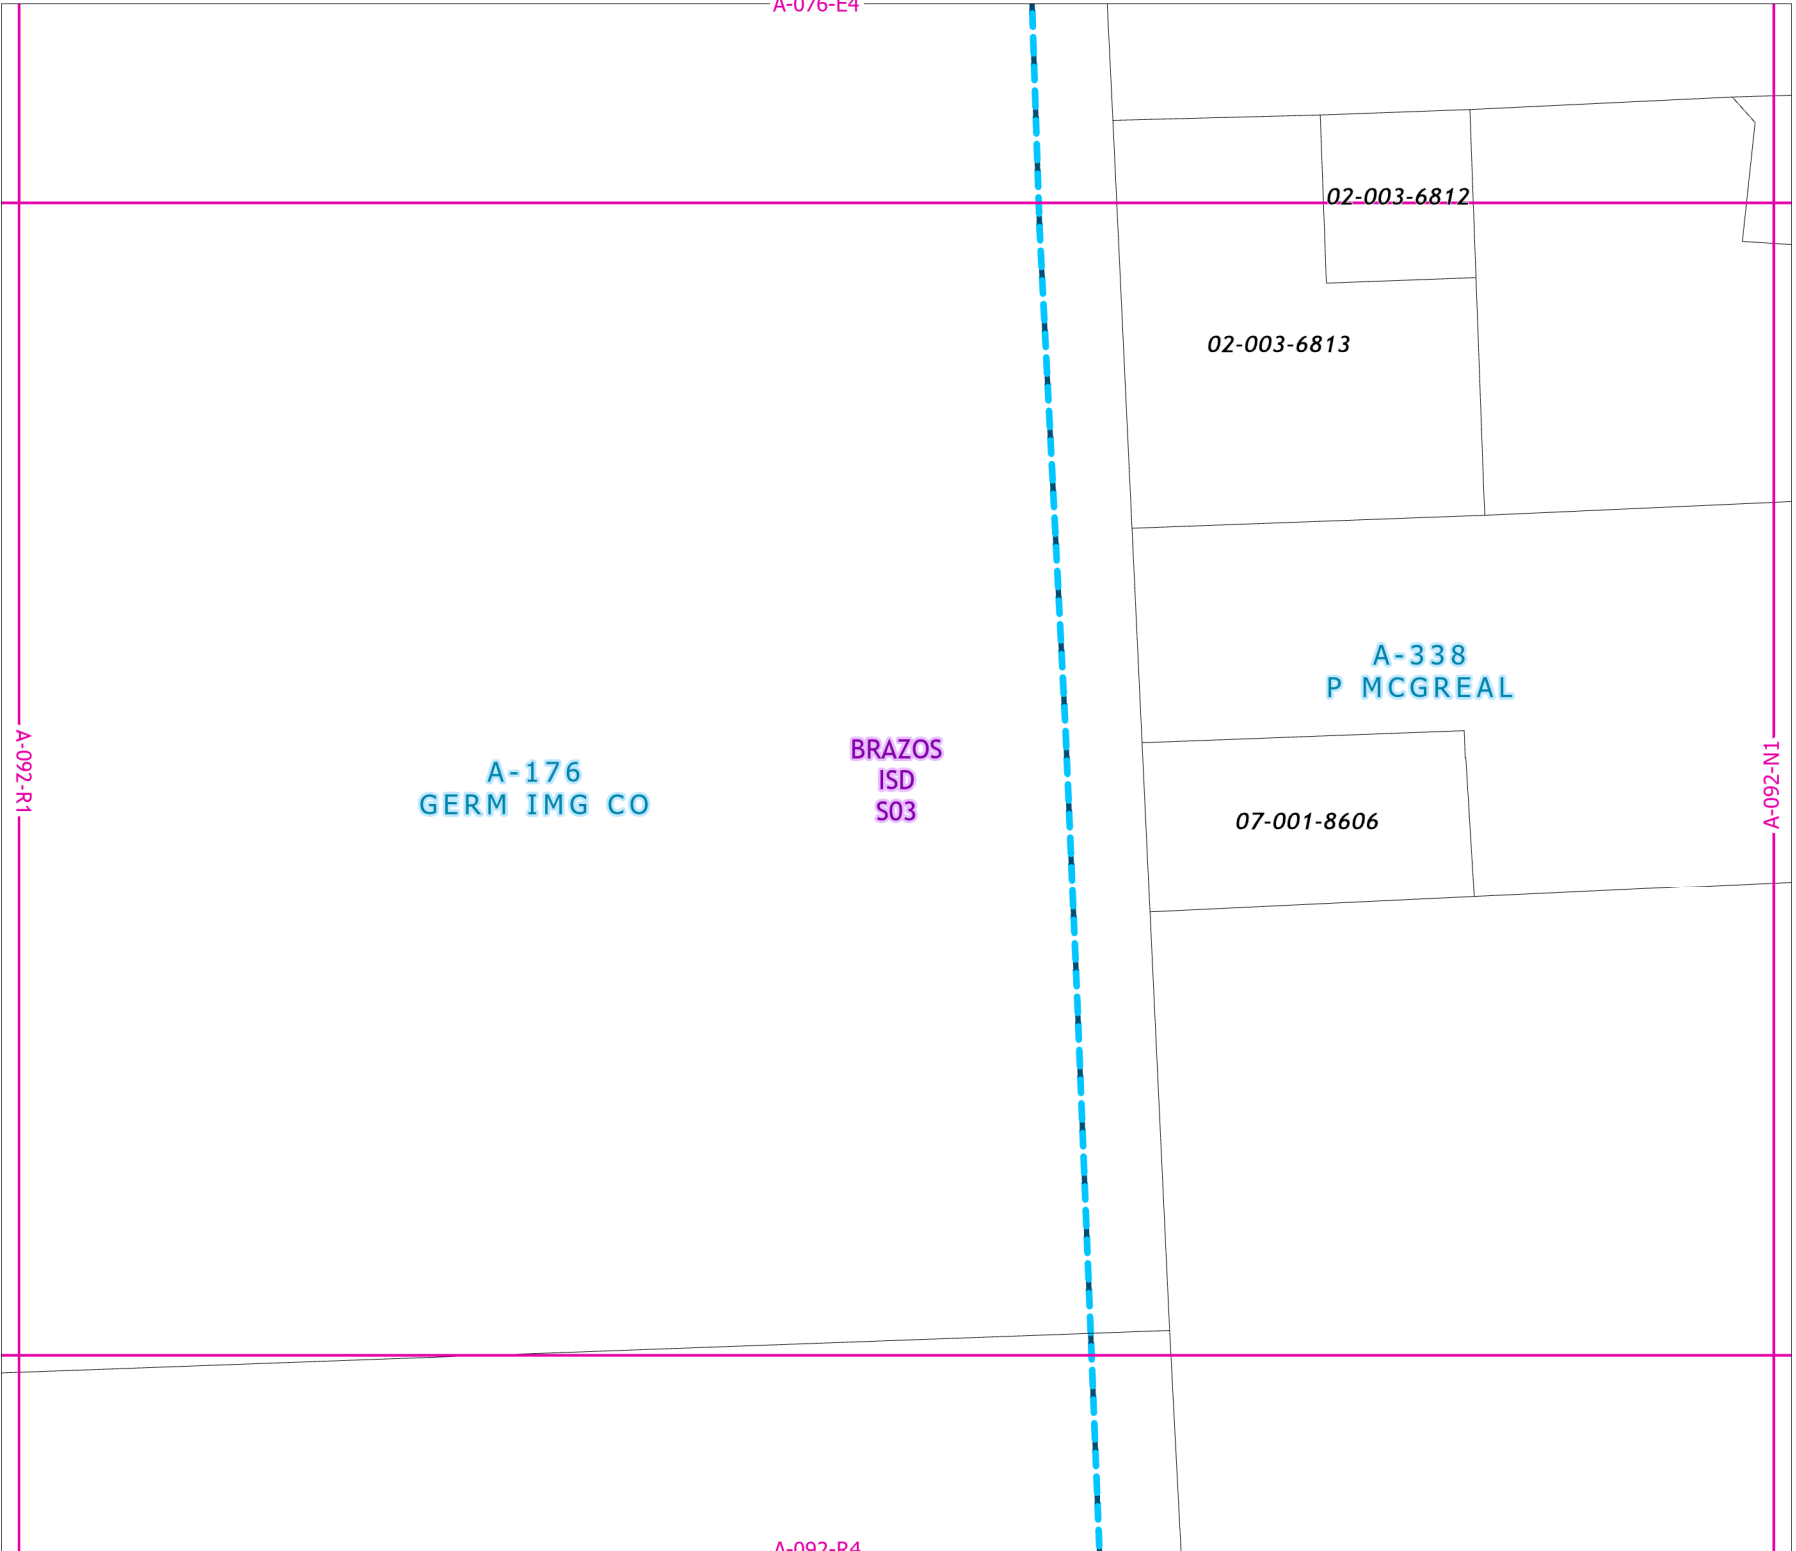 A-076-E4
02-003-6812
02-003-6813
A-338
P MCGREAL
A-092-R1
A-176
GERM IMG CO
BRAZOS
ISD
S03
A-092-N1
07-001-8606
A-092-R4